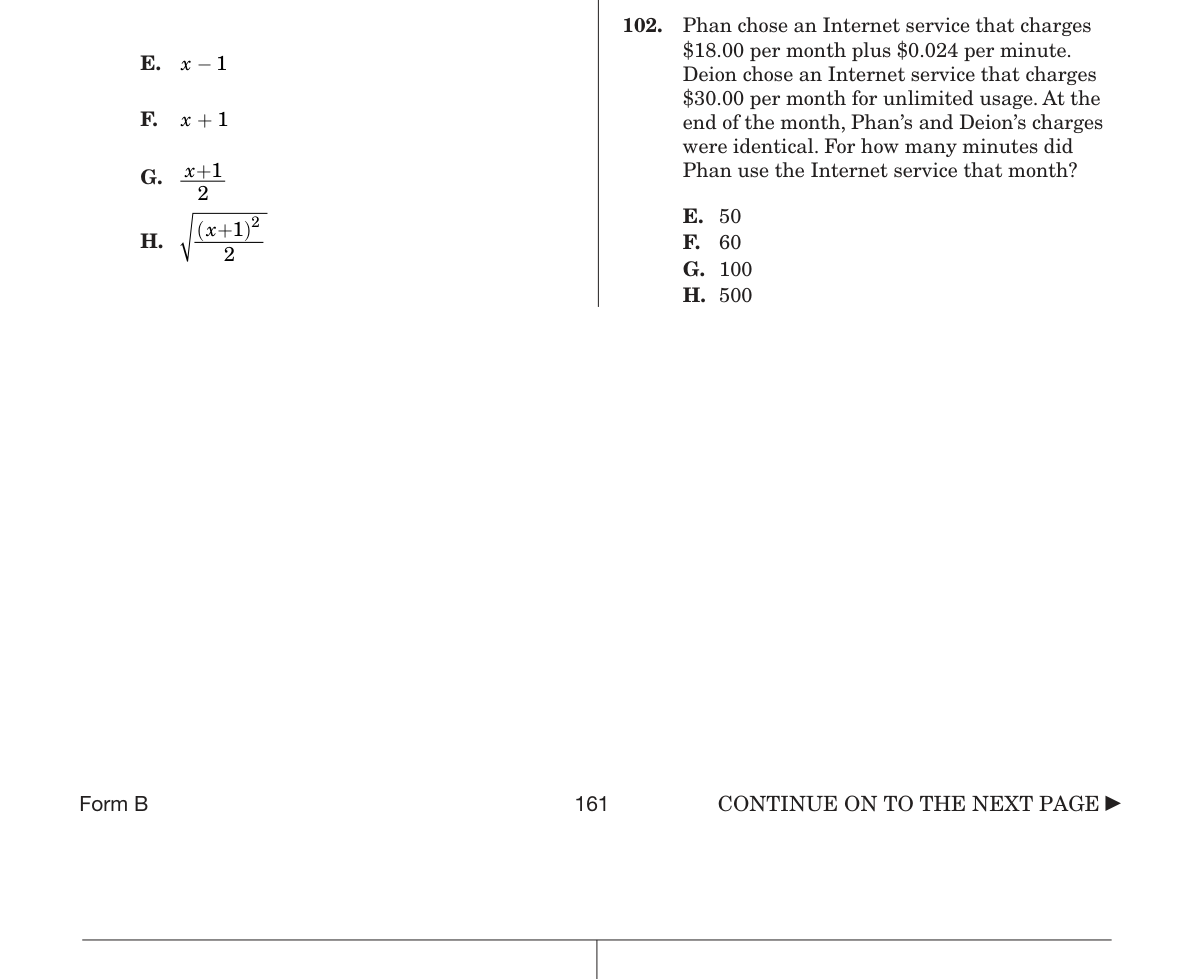 E. x – 1
F. x + 1
G. x+1
2
H. √(x+1)²
2
102. Phan chose an Internet service that charges
$18.00 per month plus $0.024 per minute.
Deion chose an Internet service that charges
$30.00 per month for unlimited usage. At the
end of the month, Phan’s and Deion’s charges
were identical. For how many minutes did
Phan use the Internet service that month?
E. 50
F. 60
G. 100
H. 500
Form B
161
CONTINUE ON TO THE NEXT PAGE ►